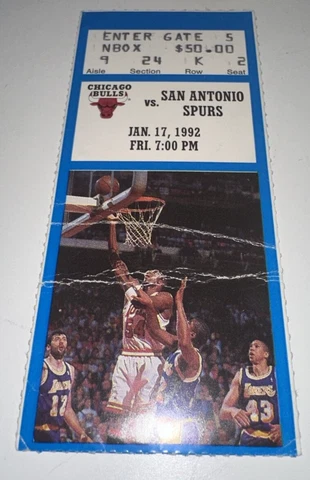 ENTER GATE 5
NBOX $50.00
9 24 K 2
Aisle Section Row Seat
CHICAGO
BULLS
vs.
SAN ANTONIO
SPURS
JAN. 17, 1992
FRI. 7:00 PM
12